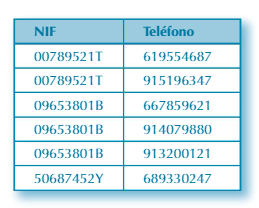 NIF Teléfono
00789521T 619554687
00789521T 915196347
09653801B 667859621
09653801B 914079880
09653801B 913200121
50687452Y 689330247